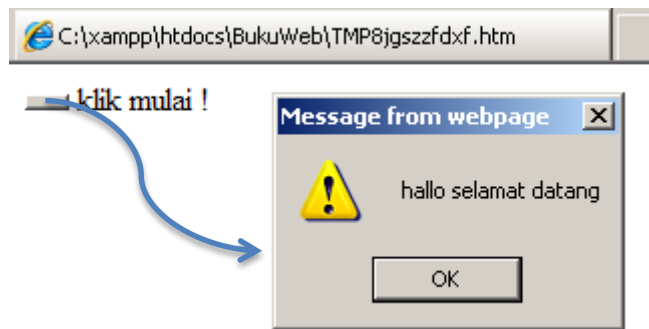 C:\xampp\htdocs\BukuWeb\TMP8jgszzfdxf.htm
klik mulai !
Message from webpage
hallo selamat datang
OK